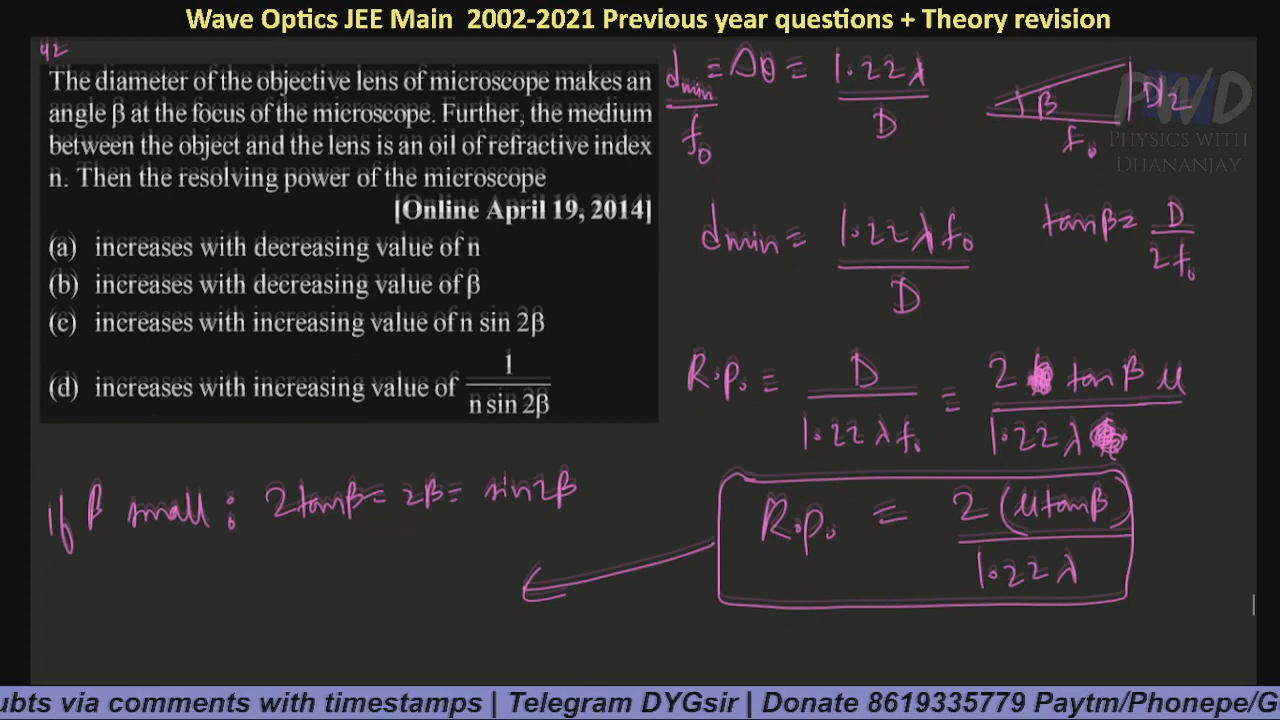 Wave Optics JEE Main 2002-2021 Previous year questions + Theory revision
42
The diameter of the objective lens of microscope makes an
angle β at the focus of the microscope. Further, the medium
between the object and the lens is an oil of refractive index
n. Then the resolving power of the microscope
[Online April 19, 2014]
(a) increases with decreasing value of n
(b) increases with decreasing value of β
(c) increases with increasing value of n sin 2β
(d) increases with increasing value of 1/(n sin 2β)
dmin/f₀ ≡ Δθ ≡ 1.22λ/D
β D/2
f₀
PWD
PHYSICS WITH
DHANANJAY
dmin ≡ 1.22λf₀/D
tanβ = D/2f₀
R.P. ≡ D/1.22λf₀ ≡ 2 tanβ μ/1.22λ
If β small : 2tanβ = 2β = sin2β
R.P. ≡ 2(μtanβ)/1.22λ
ubts via comments with timestamps | Telegram DYGsir | Donate 8619335779 Paytm/Phonepe/G